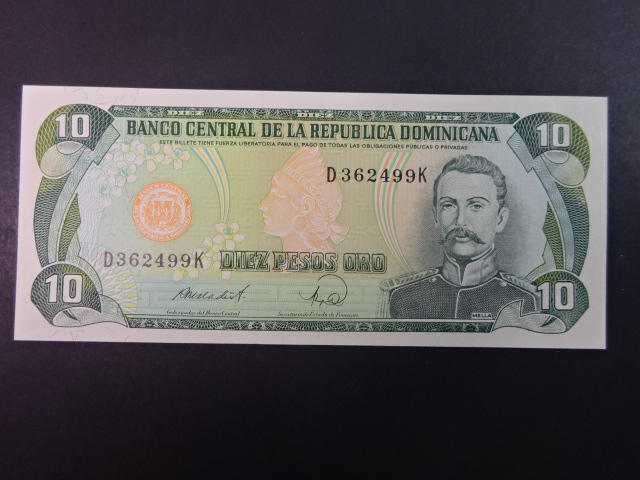 DIEZ DIEZ DIEZ
10 BANCO CENTRAL DE LA REPUBLICA DOMINICANA 10
ESTE BILLETE TIENE FUERZA LIBERATORIA PARA EL PAGO DE TODAS LAS OBLIGACIONES PUBLICAS O PRIVADAS
D362499K
D362499K
DIEZ PESOS ORO
10 10
Gobernador del Banco Central Secretario de Estado de Finanzas
MELLA